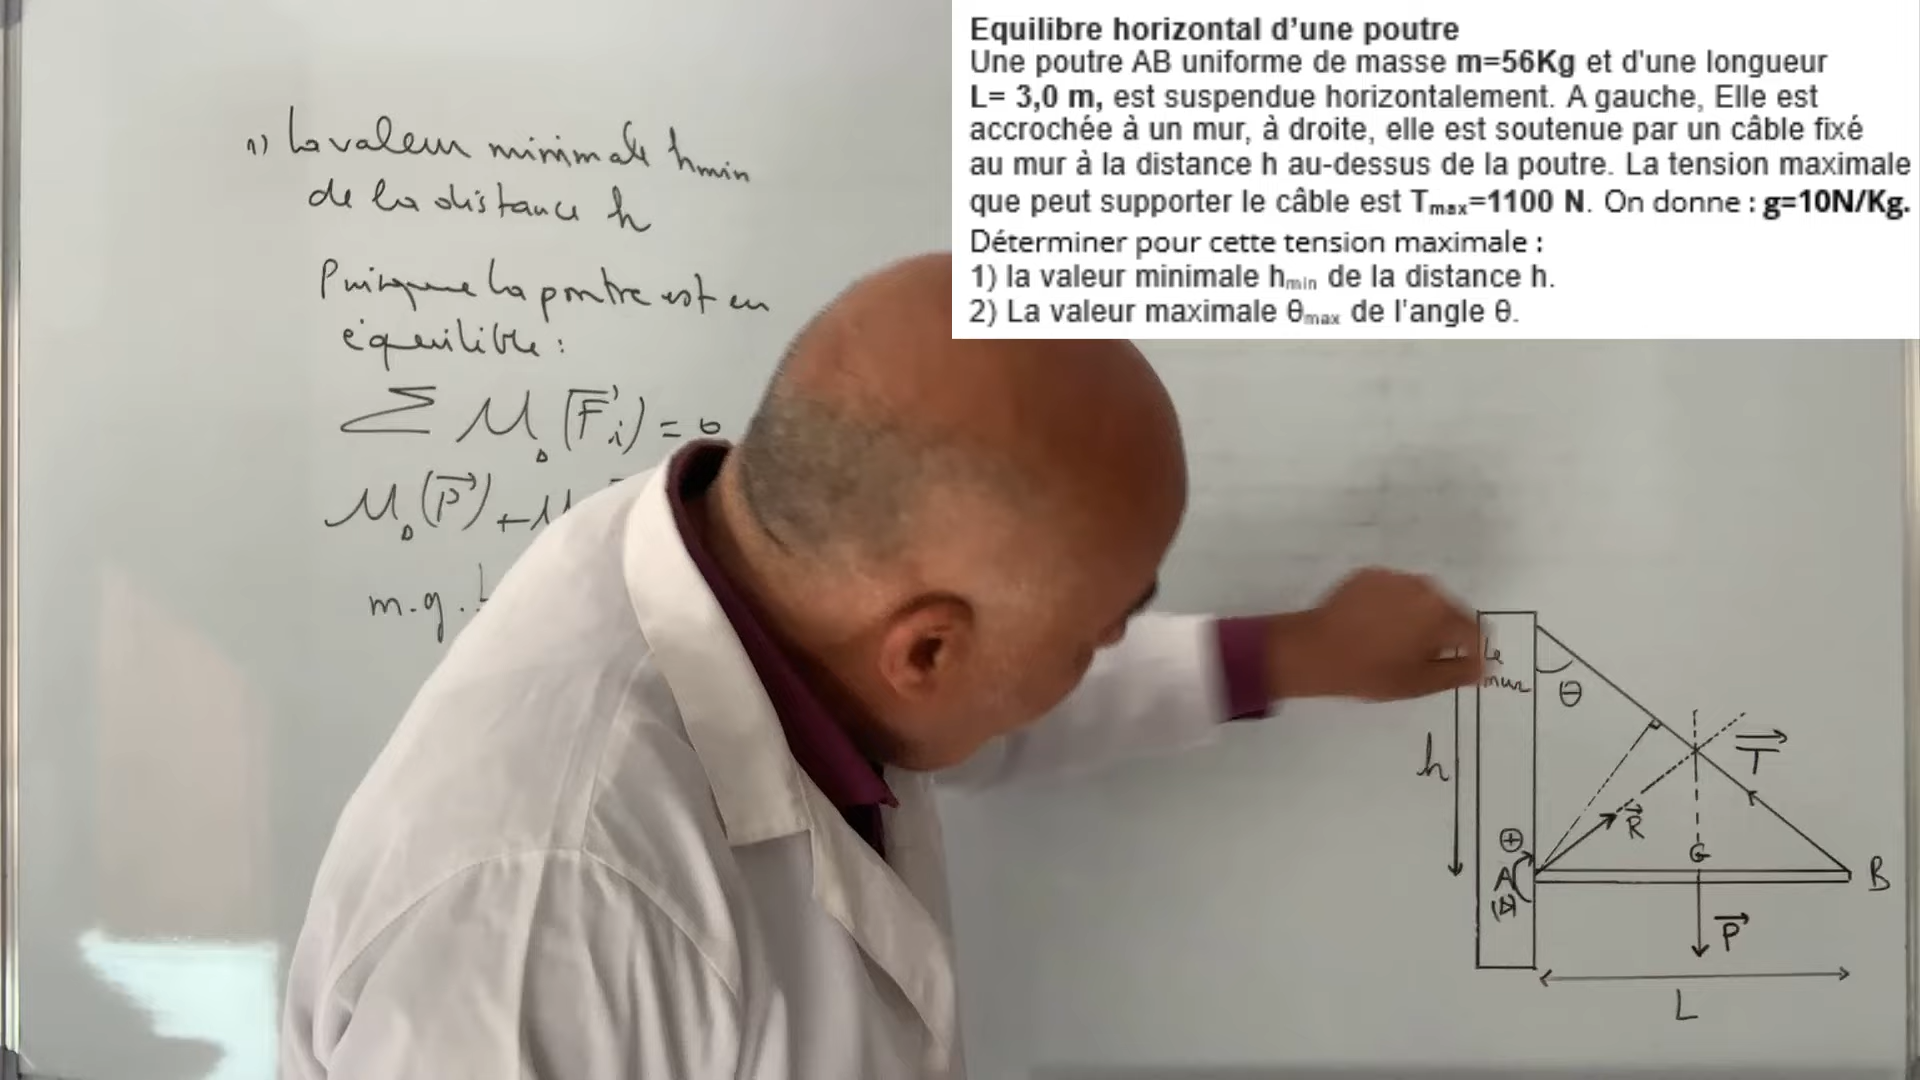 Equilibre horizontal d’une poutre
Une poutre AB uniforme de masse m=56Kg et d'une longueur
L= 3,0 m, est suspendue horizontalement. A gauche, Elle est
accrochée à un mur, à droite, elle est soutenue par un câble fixé
au mur à la distance h au-dessus de la poutre. La tension maximale
que peut supporter le câble est Tmax=1100 N. On donne : g=10N/Kg.
Déterminer pour cette tension maximale :
1) la valeur minimale hmin de la distance h.
2) La valeur maximale θmax de l'angle θ.
1) La valeur minimale hmin
de la distance h
Puisque la poutre est en
équilibre :
Σ M Δ (F⃗i) = 0
M Δ (P⃗) + M
m.g.
Le
mur
θ
h
T⃗
R⃗
⊕
G
A
B
(Δ)
P⃗
L